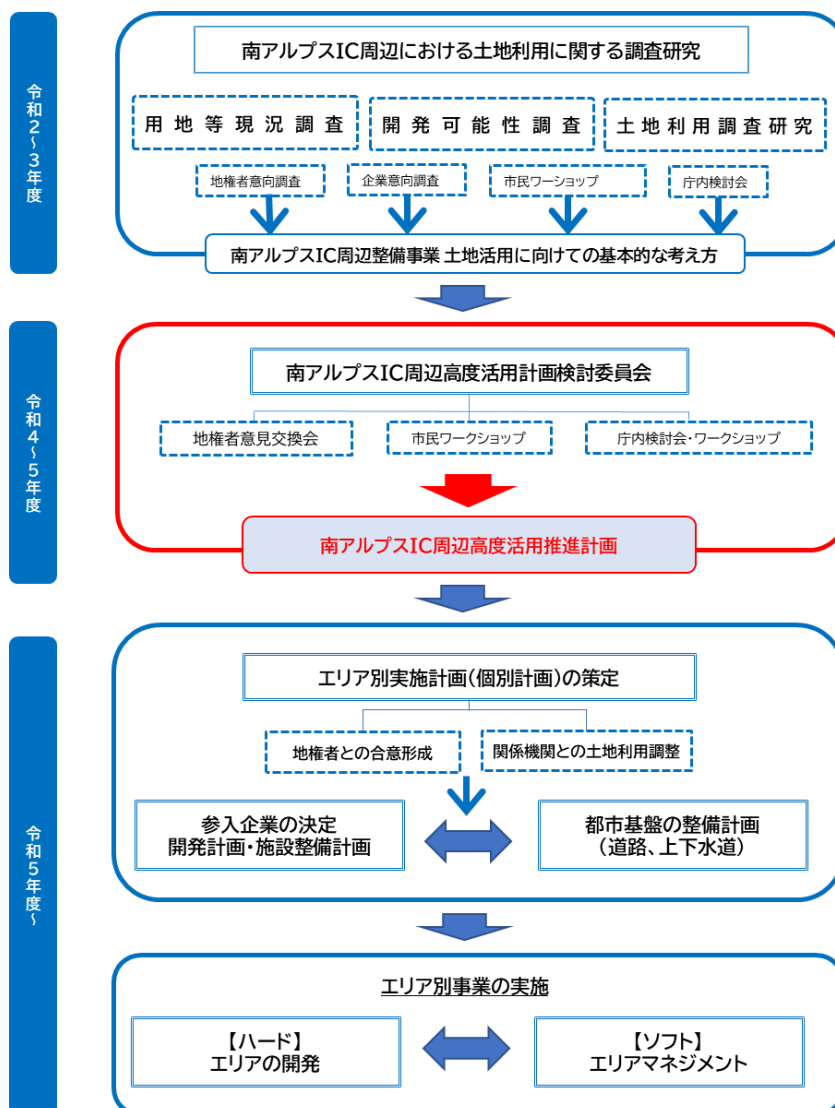 令和2～3年度
南アルプスIC周辺における土地利用に関する調査研究
用地等現況調査
開発可能性調査
土地利用調査研究
地権者意向調査
企業意向調査
市民ワーショップ
庁内検討会
南アルプスIC周辺整備事業 土地活用に向けての基本的な考え方
令和4～5年度
南アルプスIC周辺高度活用計画検討委員会
地権者意見交換会
市民ワークショップ
庁内検討会・ワークショップ
南アルプスIC周辺高度活用推進計画
令和5年度～
エリア別実施計画(個別計画)の策定
地権者との合意形成
関係機関との土地利用調整
参入企業の決定
開発計画・施設整備計画
都市基盤の整備計画
(道路、上下水道)
エリア別事業の実施
【ハード】
エリアの開発
【ソフト】
エリアマネジメント